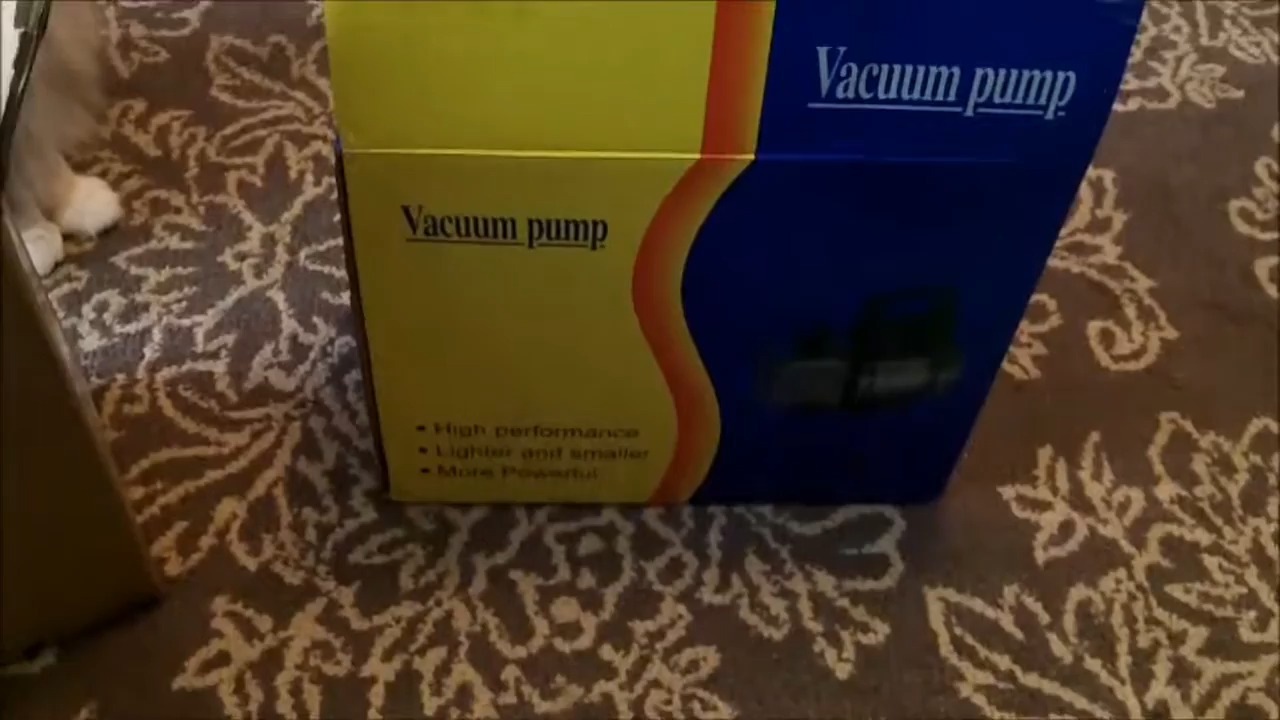 Vacuum pump
Vacuum pump
• High performance
• Lighter and smaller
• More Powerful